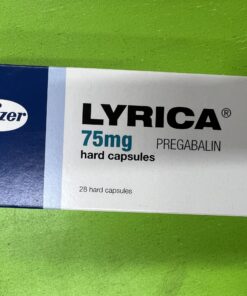 zer
LYRICA®
75mg PREGABALIN
hard capsules
28 hard capsules